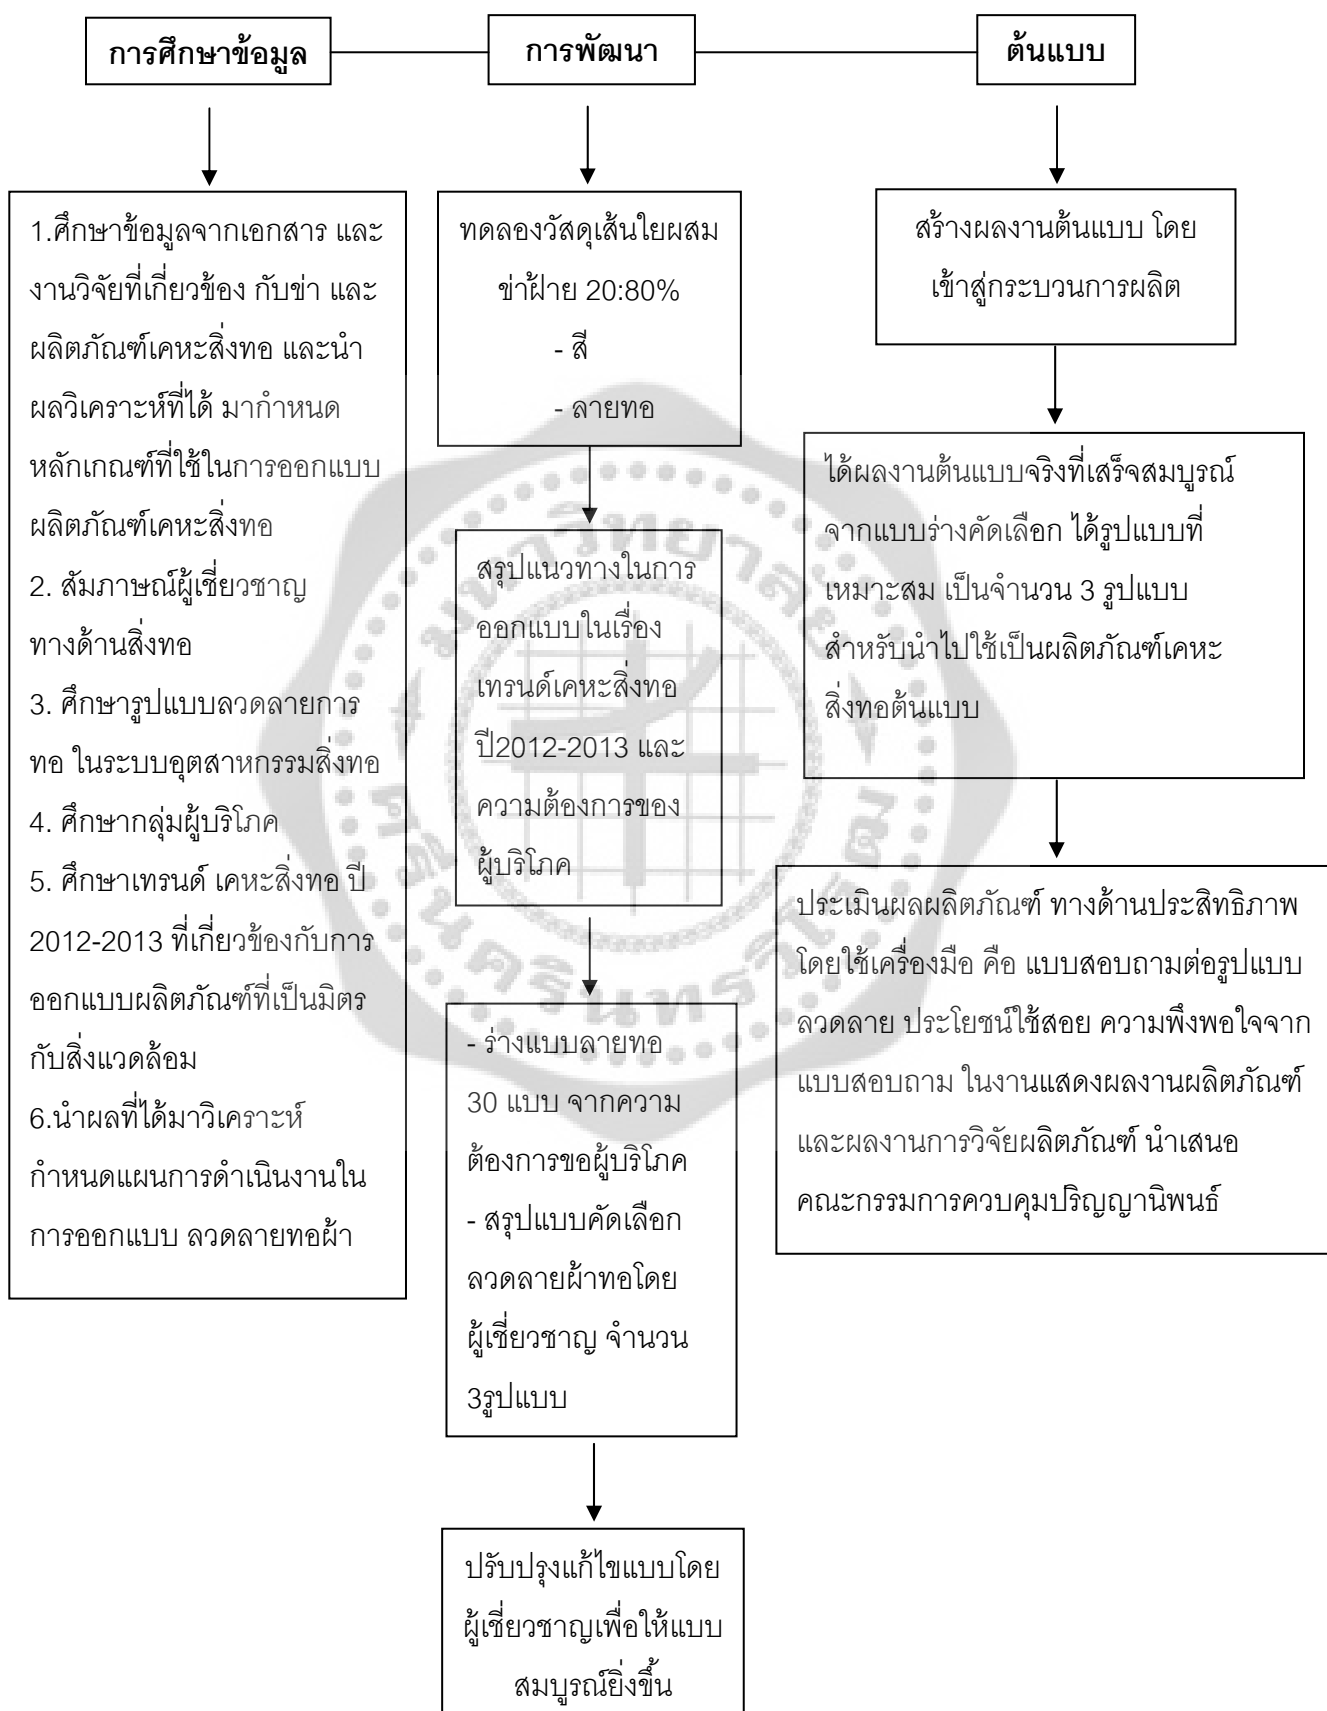 การศึกษาข้อมูล
การพัฒนา
ต้นแบบ
1.ศึกษาข้อมูลจากเอกสาร และ
งานวิจัยที่เกี่ยวข้อง กับข่า และ
ผลิตภัณฑ์เคหะสิ่งทอ และนำ
ผลวิเคราะห์ที่ได้ มากำหนด
หลักเกณฑ์ที่ใช้ในการออกแบบ
ผลิตภัณฑ์เคหะสิ่งทอ
2. สัมภาษณ์ผู้เชี่ยวชาญ
ทางด้านสิ่งทอ
3. ศึกษารูปแบบลวดลายการ
ทอ ในระบบอุตสาหกรรมสิ่งทอ
4. ศึกษากลุ่มผู้บริโภค
5. ศึกษาเทรนด์ เคหะสิ่งทอ ปี
2012-2013 ที่เกี่ยวข้องกับการ
ออกแบบผลิตภัณฑ์ที่เป็นมิตร
กับสิ่งแวดล้อม
6.นำผลที่ได้มาวิเคราะห์
กำหนดแผนการดำเนินงานใน
การออกแบบ ลวดลายทอผ้า
ทดลองวัสดุเส้นใยผสม
ข่าฝ้าย 20:80%
- สี
- ลายทอ
สรุปแนวทางในการ
ออกแบบในเรื่อง
เทรนด์เคหะสิ่งทอ
ปี2012-2013 และ
ความต้องการของ
ผู้บริโภค
- ร่างแบบลายทอ
30 แบบ จากความ
ต้องการขอผู้บริโภค
- สรุปแบบคัดเลือก
ลวดลายผ้าทอโดย
ผู้เชี่ยวชาญ จำนวน
3รูปแบบ
ปรับปรุงแก้ไขแบบโดย
ผู้เชี่ยวชาญเพื่อให้แบบ
สมบูรณ์ยิ่งขึ้น
สร้างผลงานต้นแบบ โดย
เข้าสู่กระบวนการผลิต
ได้ผลงานต้นแบบจริงที่เสร็จสมบูรณ์
จากแบบร่างคัดเลือก ได้รูปแบบที่
เหมาะสม เป็นจำนวน 3 รูปแบบ
สำหรับนำไปใช้เป็นผลิตภัณฑ์เคหะ
สิ่งทอต้นแบบ
ประเมินผลผลิตภัณฑ์ ทางด้านประสิทธิภาพ
โดยใช้เครื่องมือ คือ แบบสอบถามต่อรูปแบบ
ลวดลาย ประโยชน์ใช้สอย ความพึงพอใจจาก
แบบสอบถาม ในงานแสดงผลงานผลิตภัณฑ์
และผลงานการวิจัยผลิตภัณฑ์ นำเสนอ
คณะกรรมการควบคุมปริญญานิพนธ์
มหาวิทยาลัย
ศรีนครินทรวิโรฒ